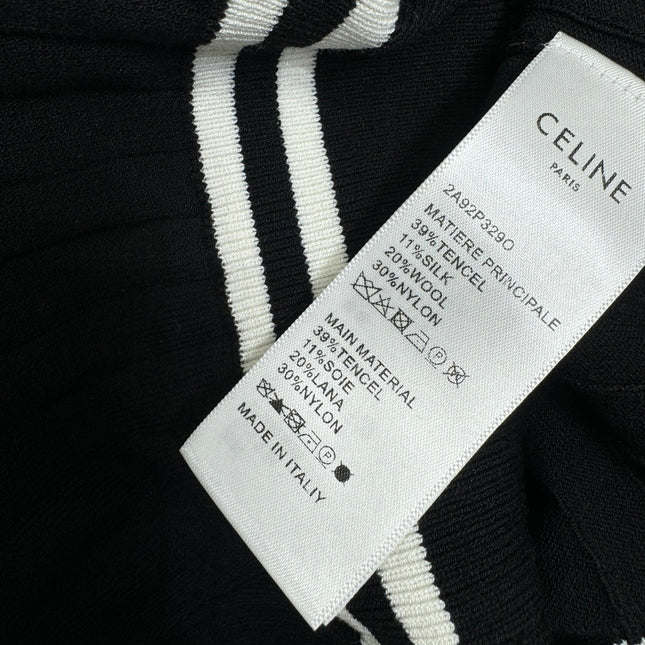 CELINE
PARIS
2A92P329O
MATIERE PRINCIPALE
39%TENCEL
11%SILK
20%WOOL
30%NYLON
P
MAIN MATERIAL
39%TENCEL
11%SOIE
20%LANA
30%NYLON
P
MADE IN ITALIY